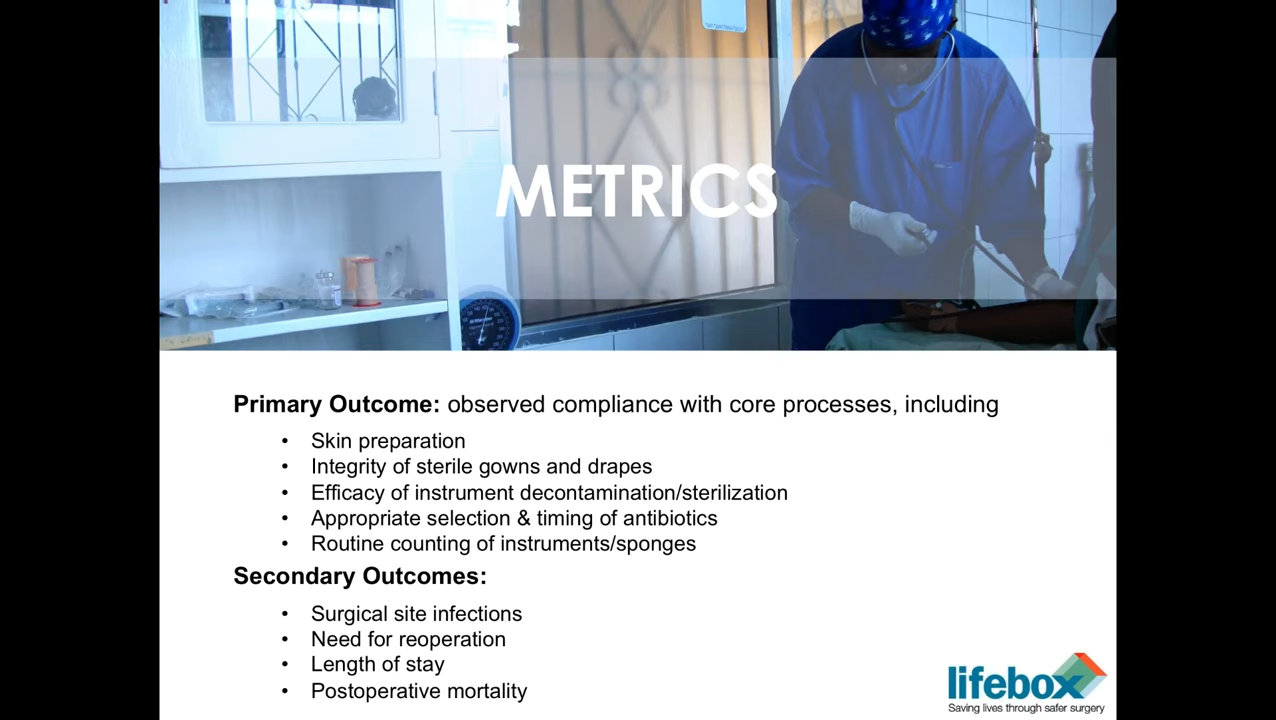 METRICS
Primary Outcome: observed compliance with core processes, including
• Skin preparation
• Integrity of sterile gowns and drapes
• Efficacy of instrument decontamination/sterilization
• Appropriate selection & timing of antibiotics
• Routine counting of instruments/sponges
Secondary Outcomes:
• Surgical site infections
• Need for reoperation
• Length of stay
• Postoperative mortality
lifebox
Saving lives through safer surgery